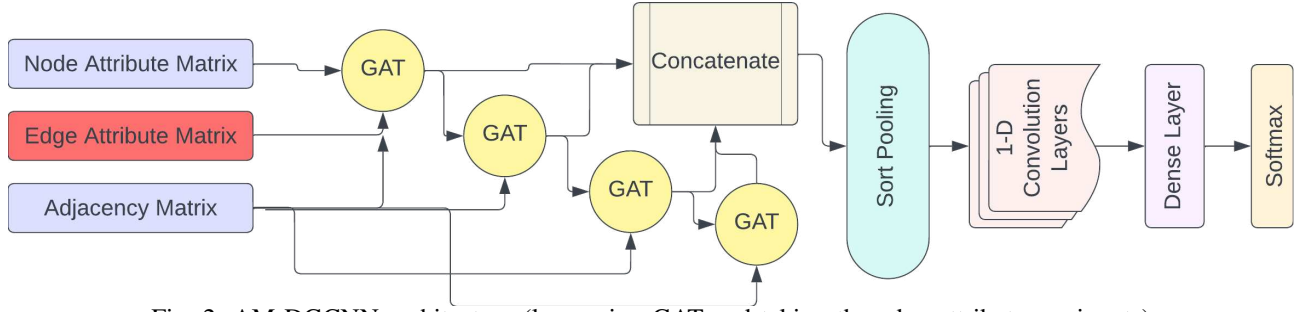 Node Attribute Matrix
Edge Attribute Matrix
Adjacency Matrix
GAT
GAT
GAT
GAT
Concatenate
Sort Pooling
1-D
Convolution
Layers
Dense Layer
Softmax